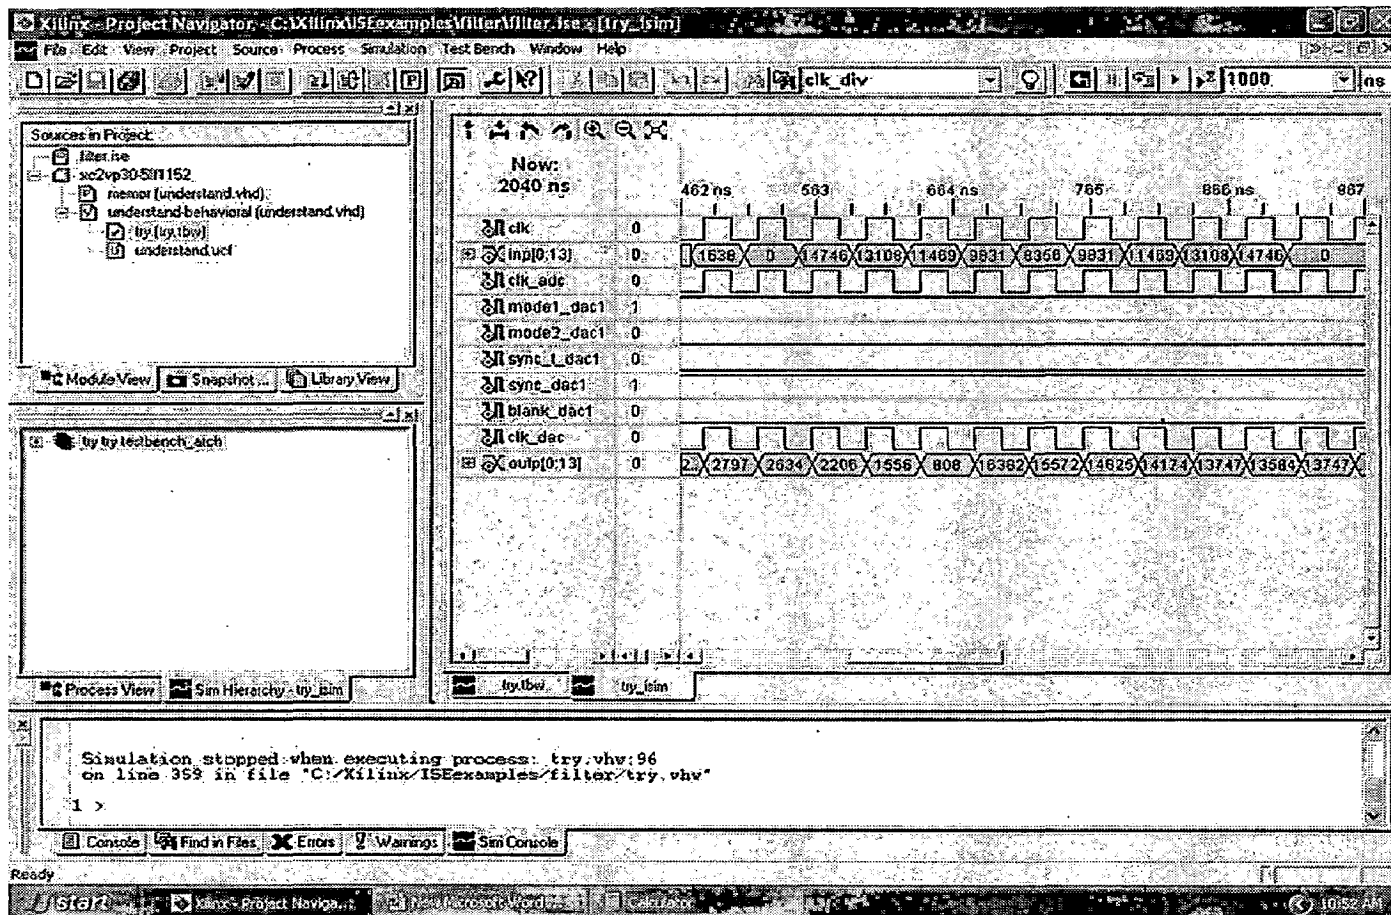 Xilinx - Project Navigator - C:\Xilinx\ISEexamples\filter\filter.ise - [try_isim]
File Edit View Project Source Process Simulation Test Bench Window Help
clk_div 1000 ns
Sources in Project:
filter.ise
xc2vp30-5ff1152
memor (understand.vhd)
understand-behavioral (understand.vhd)
try (try.tbw)
understand.ucf
Module View Snapshot ... Library View
try try testbench_arch
Process View Sim Hierarchy - try_isim
Now:
2040 ns
462 ns 563 664 ns 765 866 ns 967
clk 0
inp[0:13] 0 1638 0 14746 13108 11469 9831 8356 9831 11469 13108 14746 0
clk_adc 0
mode1_dac1 1
mode2_dac1 0
sync_t_dac1 0
sync_dac1 1
blank_dac1 0
clk_dac 0
outp[0:13] 0 2... 2797 2634 2206 1556 808 16382 15572 14825 14174 13747 13584 13747
try.tbw try_isim
Simulation stopped when executing process: try.vhw:96
on line 359 in file "C:/Xilinx/ISEexamples/filter/try.vhw"
1 >
Console Find in Files Errors Warnings Sim Console
Ready
start Xilinx - Project Naviga... New Microsoft Word Calculator 10:52 AM